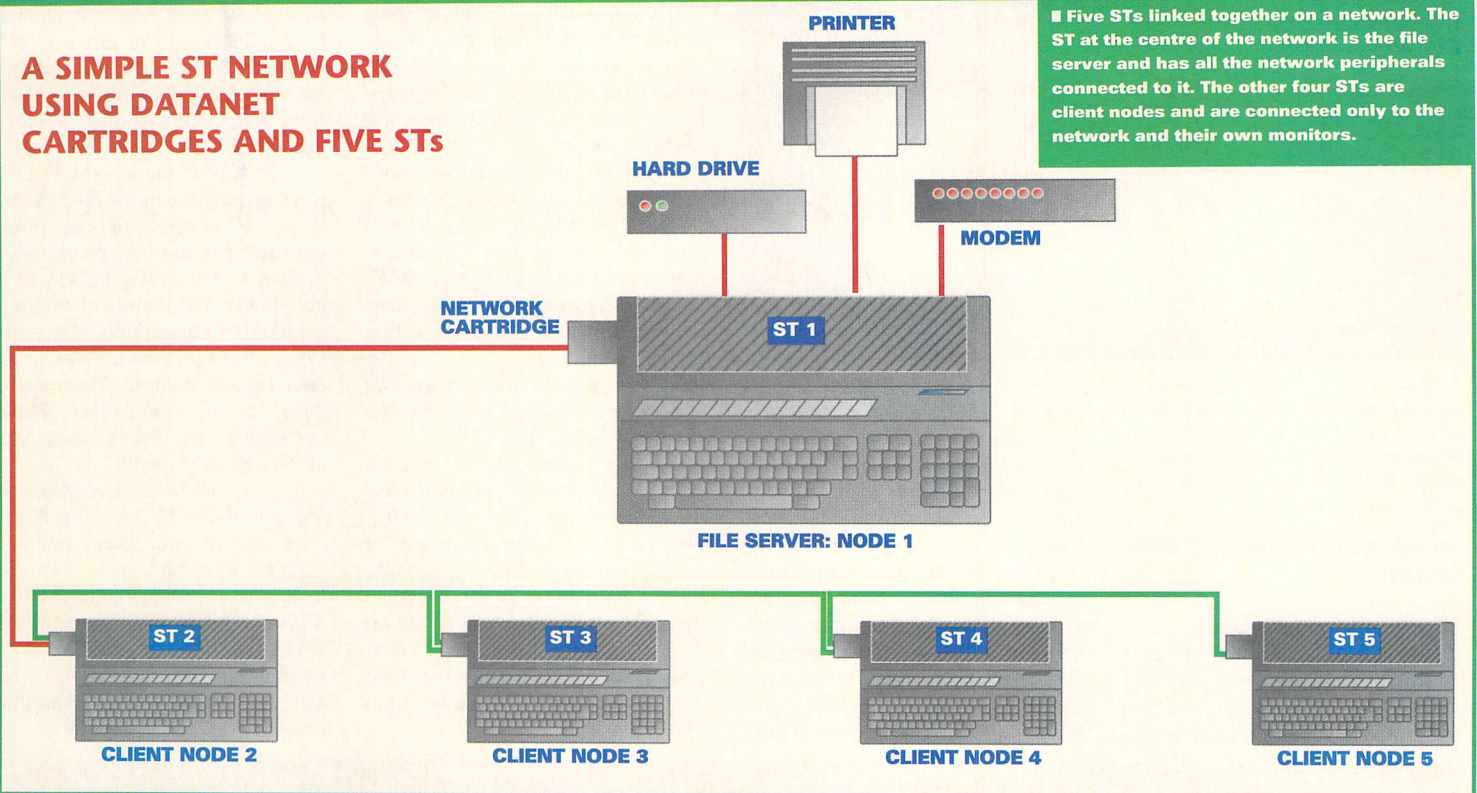 A SIMPLE ST NETWORK
USING DATANET
CARTRIDGES AND FIVE STs
PRINTER
■ Five STs linked together on a network. The
ST at the centre of the network is the file
server and has all the network peripherals
connected to it. The other four STs are
client nodes and are connected only to the
network and their own monitors.
HARD DRIVE
MODEM
NETWORK
CARTRIDGE
ST 1
FILE SERVER: NODE 1
ST 2
ST 3
ST 4
ST 5
CLIENT NODE 2
CLIENT NODE 3
CLIENT NODE 4
CLIENT NODE 5